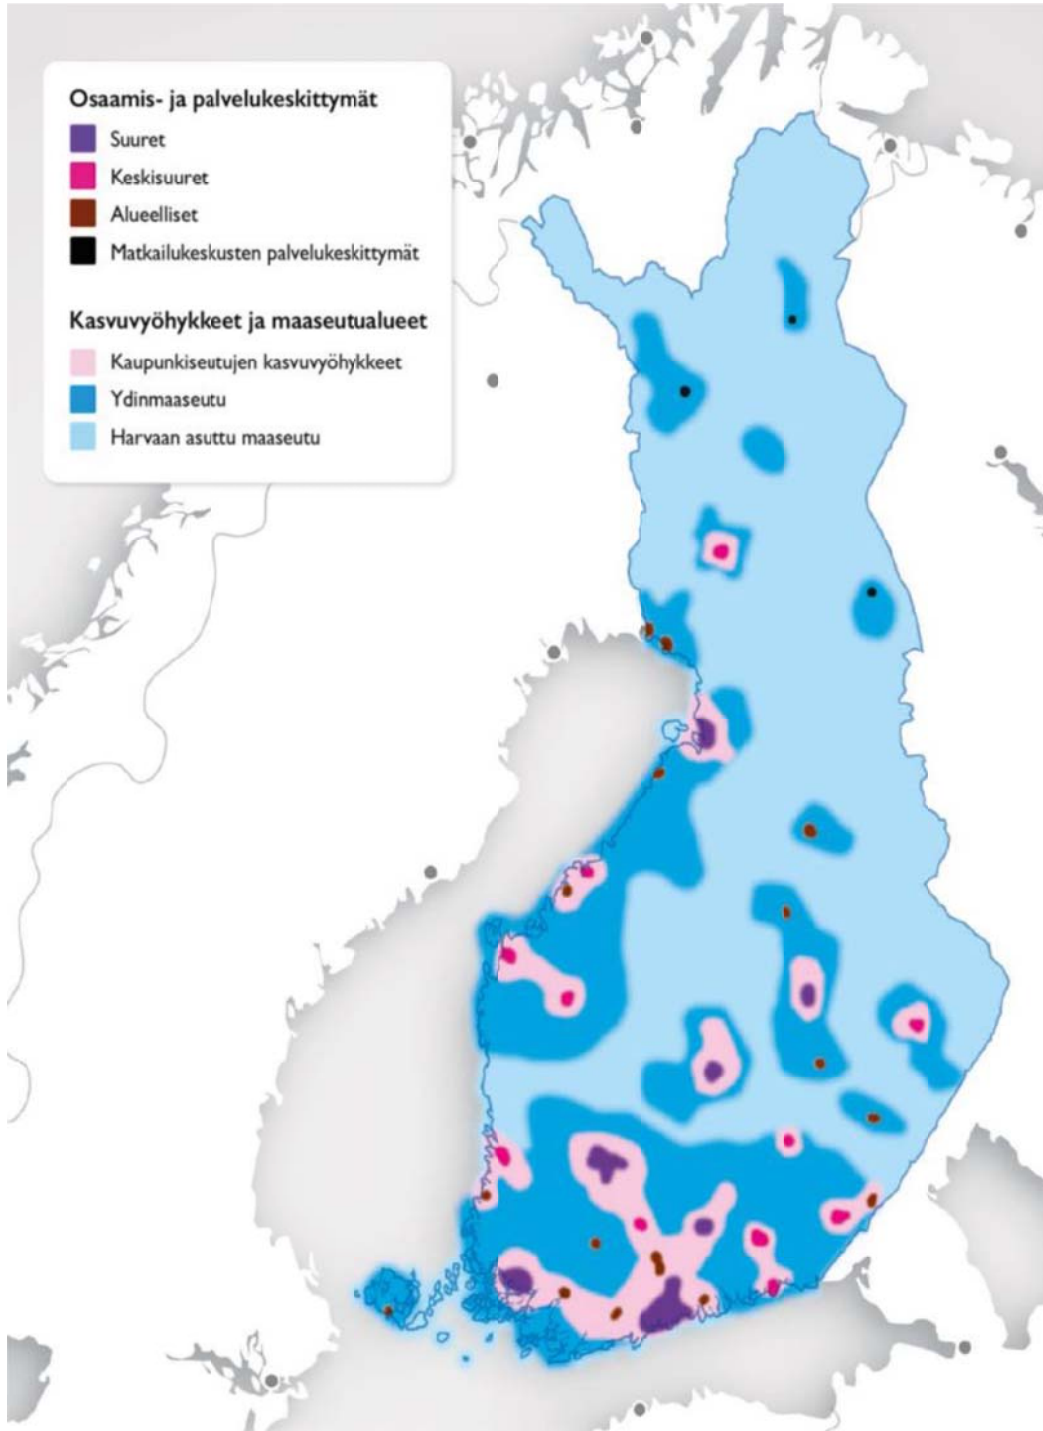 Osaamis- ja palvelukeskittymät
Suuret
Keskisuuret
Alueelliset
Matkailukeskusten palvelukeskittymät
Kasvuvyöhykkeet ja maaseutualueet
Kaupunkiseutujen kasvuvyöhykkeet
Ydinmaaseutu
Harvaan asuttu maaseutu